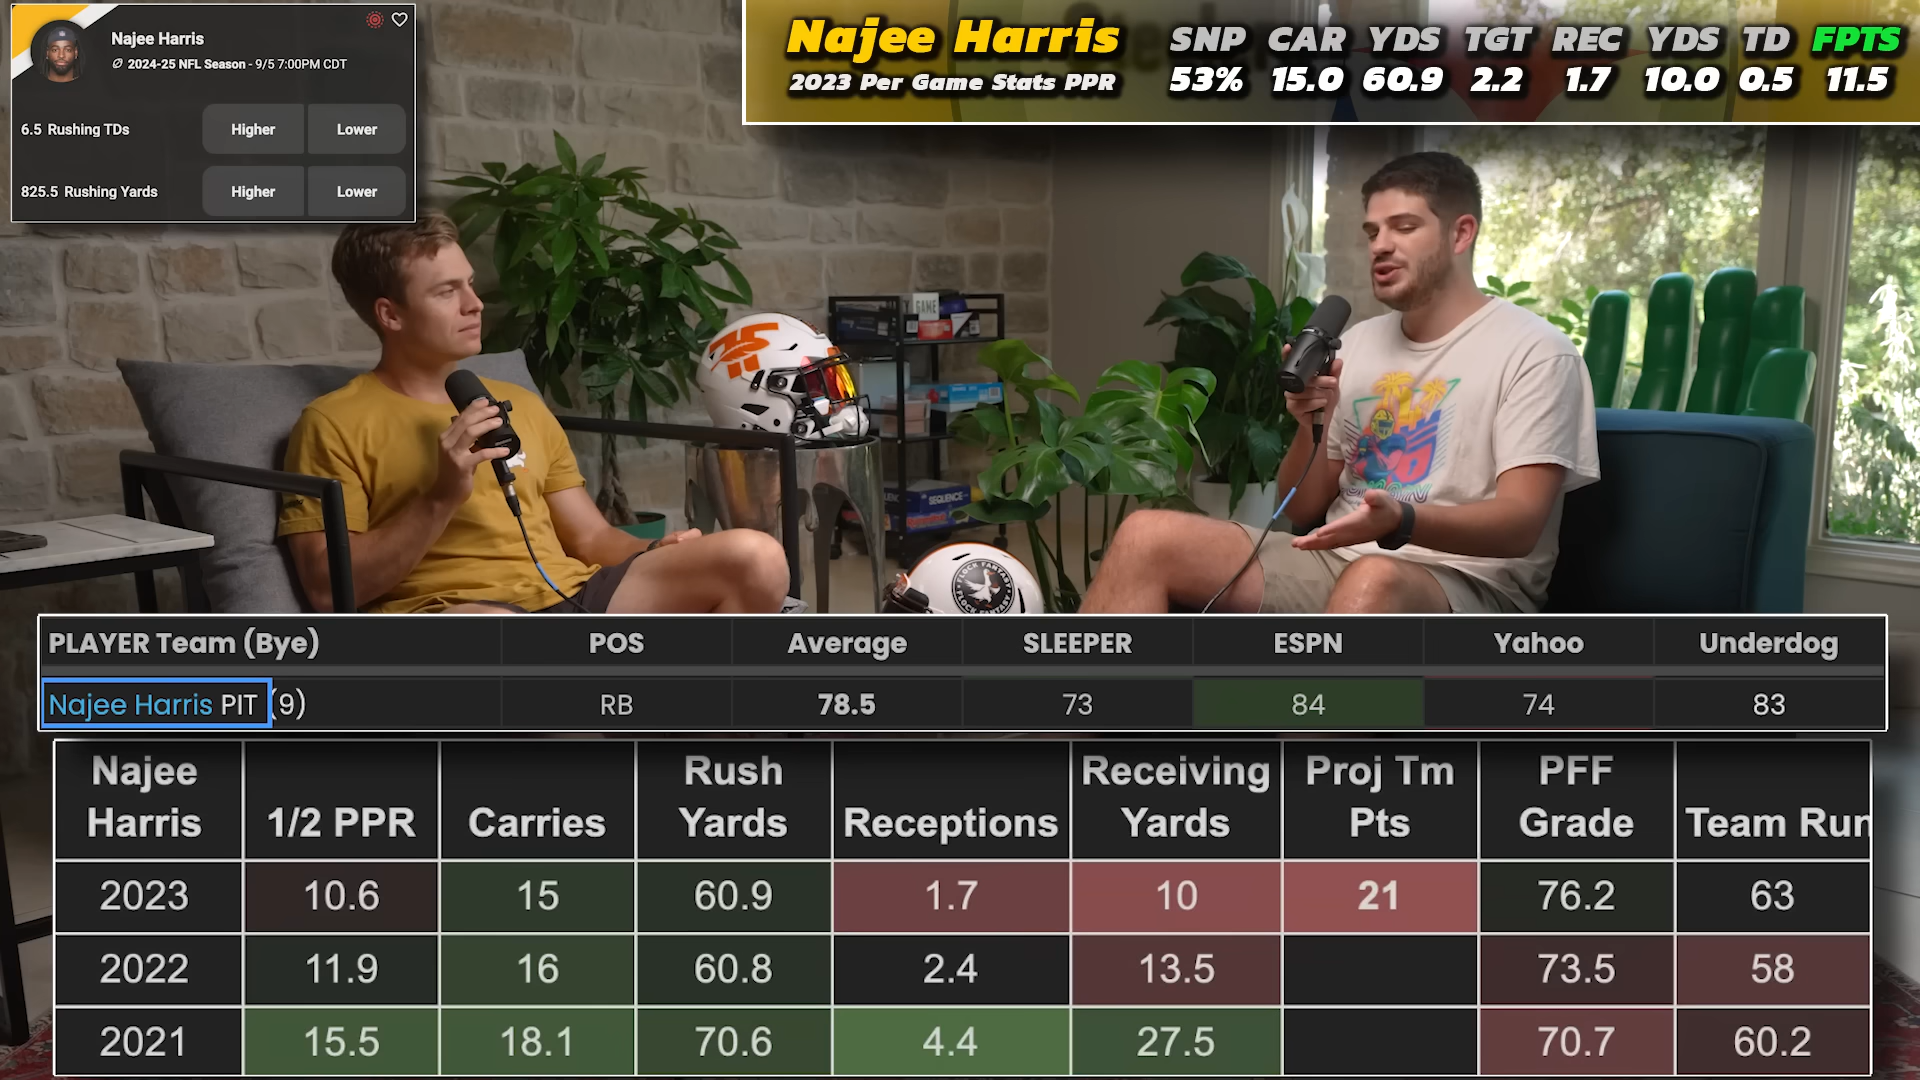 Najee Harris
2024-25 NFL Season - 9/5 7:00PM CDT
6.5 Rushing TDs Higher Lower
825.5 Rushing Yards Higher Lower
Najee Harris SNP CAR YDS TGT REC YDS TD FPTS
2023 Per Game Stats PPR 53% 15.0 60.9 2.2 1.7 10.0 0.5 11.5
GAME
SEQUENCE
FLOCK FANTASY
FLOCK FANTASY
PLAYER Team (Bye) POS Average SLEEPER ESPN Yahoo Underdog
Najee Harris PIT (9) RB 78.5 73 84 74 83
Najee Harris 1/2 PPR Carries Rush Yards Receptions Receiving Yards Proj Tm Pts PFF Grade Team Run
2023 10.6 15 60.9 1.7 10 21 76.2 63
2022 11.9 16 60.8 2.4 13.5 73.5 58
2021 15.5 18.1 70.6 4.4 27.5 70.7 60.2